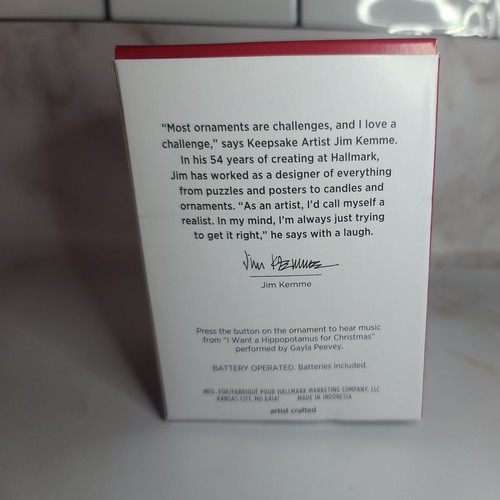 “Most ornaments are challenges, and I love a
challenge,” says Keepsake Artist Jim Kemme.
In his 54 years of creating at Hallmark,
Jim has worked as a designer of everything
from puzzles and posters to candles and
ornaments. “As an artist, I’d call myself a
realist. In my mind, I’m always just trying
to get it right,” he says with a laugh.
Jim Kemme
Jim Kemme
Press the button on the ornament to hear music
from “I Want a Hippopotamus for Christmas”
performed by Gayla Peevey.
BATTERY OPERATED. Batteries included.
MFD. FOR/FABRIQUÉ POUR HALLMARK MARKETING COMPANY, LLC
KANSAS CITY, MO 64141 MADE IN INDONESIA
artist crafted